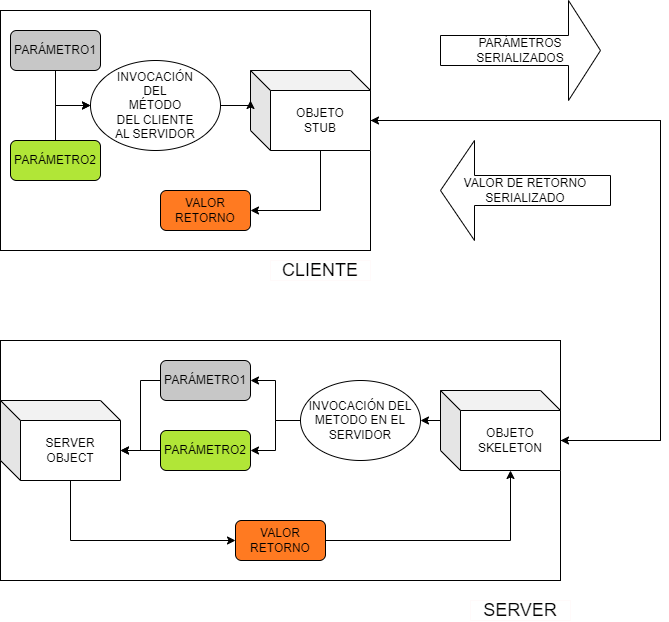 PARÁMETRO1
INVOCACIÓN
DEL
MÉTODO
DEL CLIENTE
AL SERVIDOR
PARÁMETRO2
OBJETO
STUB
VALOR
RETORNO
PARÁMETROS
SERIALIZADOS
VALOR DE RETORNO
SERIALIZADO
CLIENTE
PARÁMETRO1
PARÁMETRO2
INVOCACIÓN DEL
METODO EN EL
SERVIDOR
OBJETO
SKELETON
SERVER
OBJECT
VALOR
RETORNO
SERVER